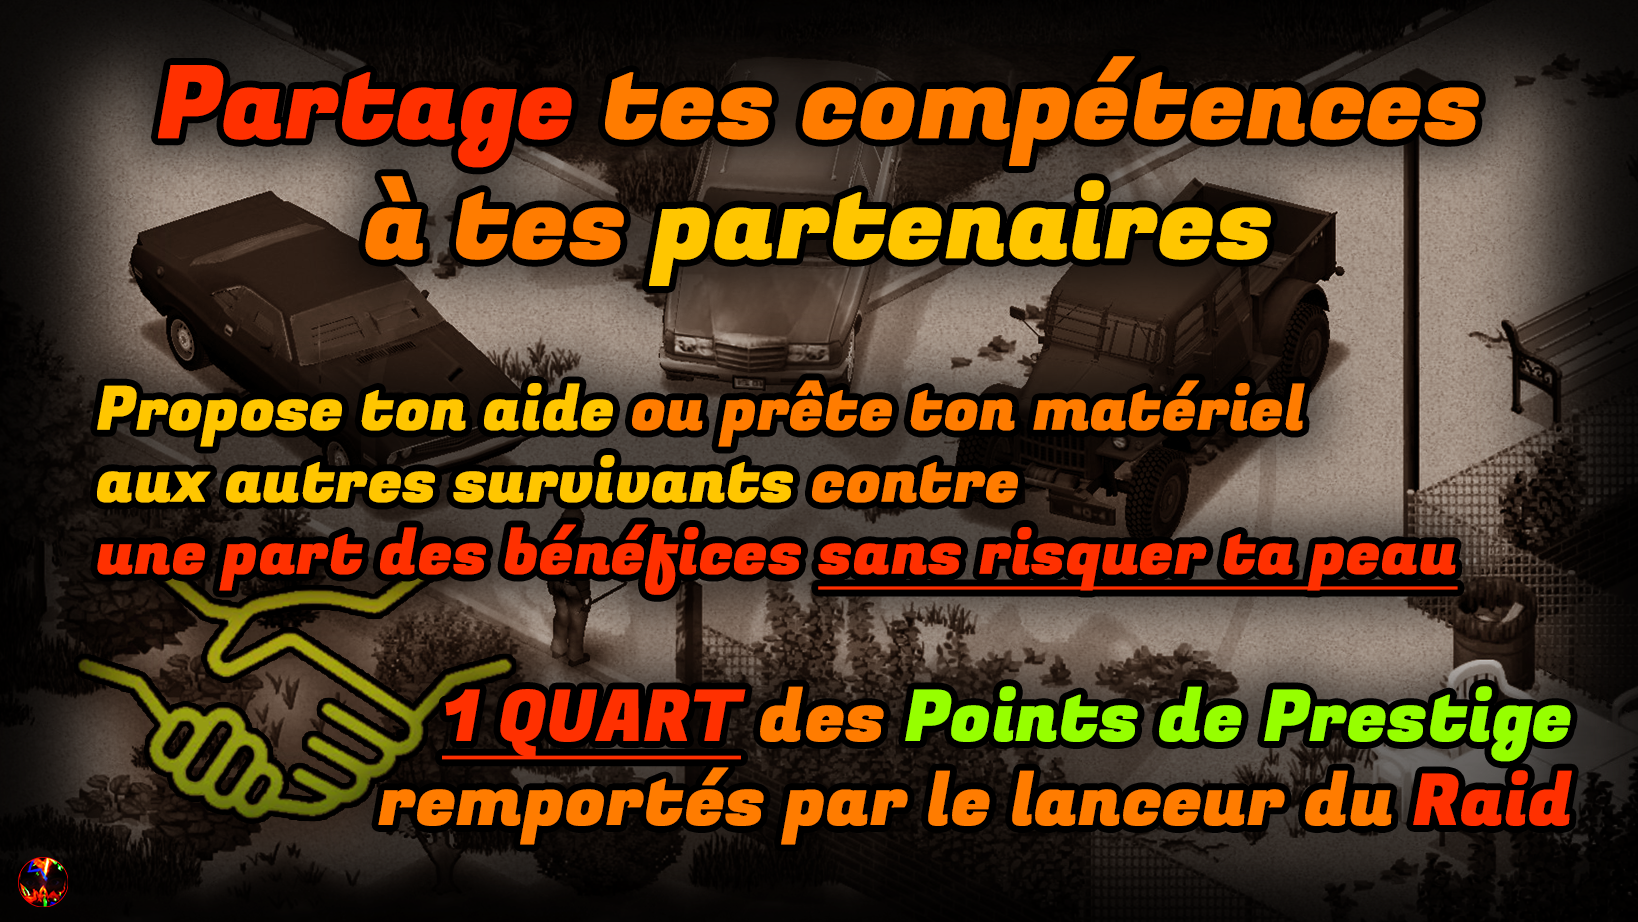 Partage tes compétences
à tes partenaires
Propose ton aide ou prête ton matériel
aux autres survivants contre
une part des bénéfices sans risquer ta peau
1 QUART des Points de Prestige
remportés par le lanceur du Raid